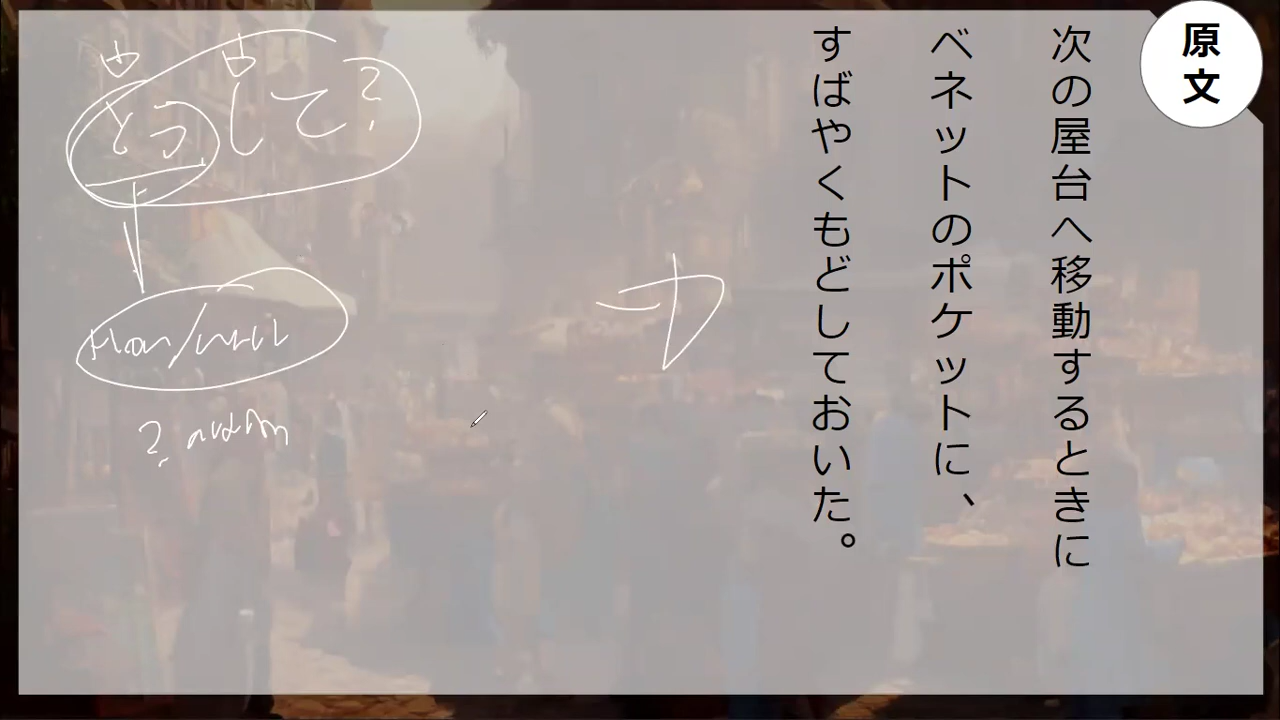 原文
次の屋台へ移動するときに
ベネットのポケットに、
すばやくもどしておいた。
どうして?